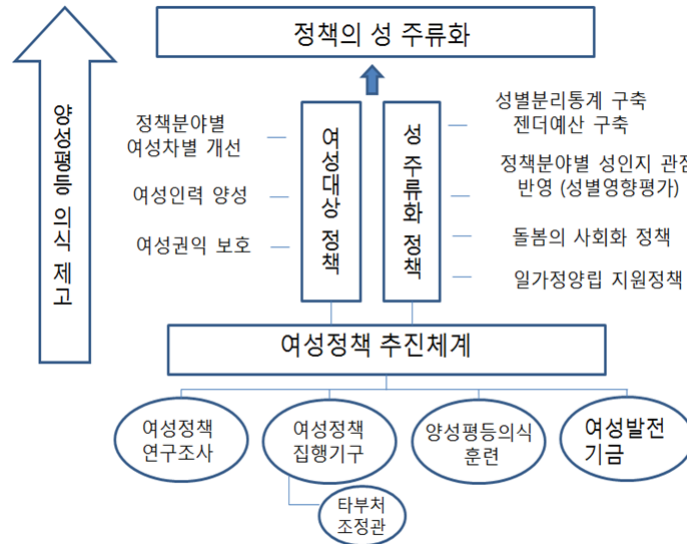 정책의 성 주류화
양성평등 의식 제고
정책분야별
여성차별 개선
여성인력 양성
여성권익 보호
여성대상 정책
성 주류화 정책
성별분리통계 구축
젠더예산 구축
정책분야별 성인지 관점
반영 (성별영향평가)
돌봄의 사회화 정책
일가정양립 지원정책
여성정책 추진체계
여성정책
연구조사
여성정책
집행기구
양성평등의식
훈련
여성발전
기금
타부처
조정관